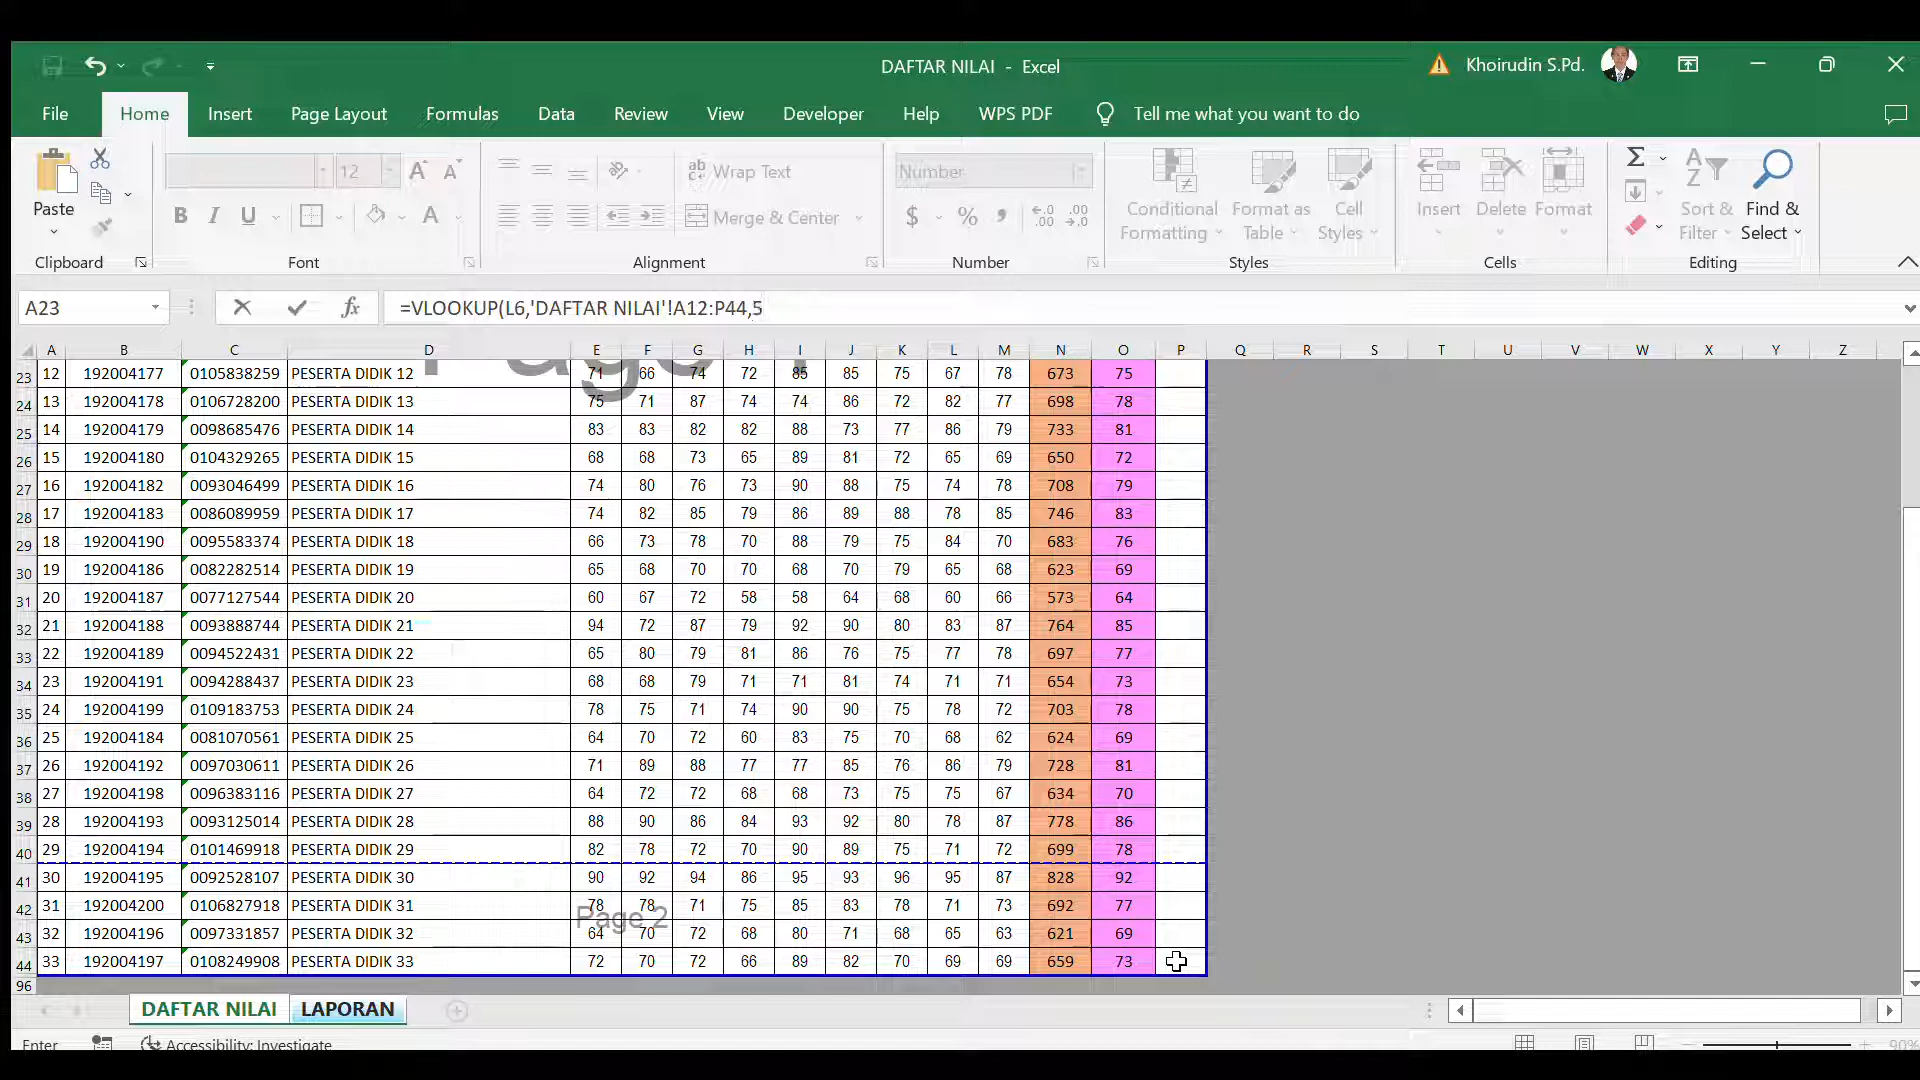 DAFTAR NILAI - Excel
Khoirudin S.Pd.
File Home Insert Page Layout Formulas Data Review View Developer Help WPS PDF Tell me what you want to do
Paste
12
Wrap Text
Merge & Center
Number
Conditional Formatting
Format as Table
Cell Styles
Insert
Delete
Format
Sort & Filter
Find & Select
Clipboard Font Alignment Number Styles Cells Editing
A23 =VLOOKUP(L6,'DAFTAR NILAI'!A12:P44,5
A B C D E F G H I J K L M N O P Q R S T U V W X Y Z
23 12 192004177 0105838259 PESERTA DIDIK 12 71 66 74 72 85 85 75 67 78 673 75
24 13 192004178 0106728200 PESERTA DIDIK 13 75 71 87 74 74 86 72 82 77 698 78
25 14 192004179 0098685476 PESERTA DIDIK 14 83 83 82 82 88 73 77 86 79 733 81
26 15 192004180 0104329265 PESERTA DIDIK 15 68 68 73 65 89 81 72 65 69 650 72
27 16 192004182 0093046499 PESERTA DIDIK 16 74 80 76 73 90 88 75 74 78 708 79
28 17 192004183 0086089959 PESERTA DIDIK 17 74 82 85 79 86 89 88 78 85 746 83
29 18 192004190 0095583374 PESERTA DIDIK 18 66 73 78 70 88 79 75 84 70 683 76
30 19 192004186 0082282514 PESERTA DIDIK 19 65 68 70 70 68 70 79 65 68 623 69
31 20 192004187 0077127544 PESERTA DIDIK 20 60 67 72 58 58 64 68 60 66 573 64
32 21 192004188 0093888744 PESERTA DIDIK 21 94 72 87 79 92 90 80 83 87 764 85
33 22 192004189 0094522431 PESERTA DIDIK 22 65 80 79 81 86 76 75 77 78 697 77
34 23 192004191 0094288437 PESERTA DIDIK 23 68 68 79 71 71 81 74 71 71 654 73
35 24 192004199 0109183753 PESERTA DIDIK 24 78 75 71 74 90 90 75 78 72 703 78
36 25 192004184 0081070561 PESERTA DIDIK 25 64 70 72 60 83 75 70 68 62 624 69
37 26 192004192 0097030611 PESERTA DIDIK 26 71 89 88 77 77 85 76 86 79 728 81
38 27 192004198 0096383116 PESERTA DIDIK 27 64 72 72 68 68 73 75 75 67 634 70
39 28 192004193 0093125014 PESERTA DIDIK 28 88 90 86 84 93 92 80 78 87 778 86
40 29 192004194 0101469918 PESERTA DIDIK 29 82 78 72 70 90 89 75 71 72 699 78
41 30 192004195 0092528107 PESERTA DIDIK 30 90 92 94 86 95 93 96 95 87 828 92
42 31 192004200 0106827918 PESERTA DIDIK 31 78 78 71 75 85 83 78 71 73 692 77
Page 2
43 32 192004196 0097331857 PESERTA DIDIK 32 64 70 72 68 80 71 68 65 63 621 69
44 33 192004197 0108249908 PESERTA DIDIK 33 72 70 72 66 89 82 70 69 69 659 73
96
DAFTAR NILAI LAPORAN
Enter Accessibility: Investigate 90%